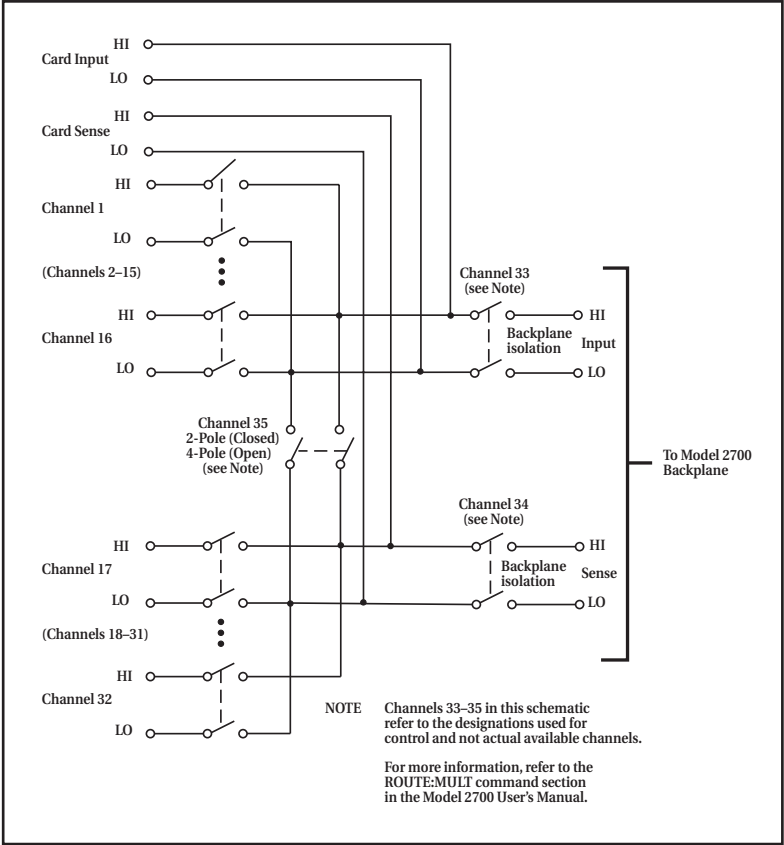 HI
Card Input
LO
HI
Card Sense
LO
HI
Channel 1
LO
(Channels 2–15)
HI
Channel 16
LO
Channel 33
(see Note)
HI
Backplane
isolation
Input
LO
Channel 35
2-Pole (Closed)
4-Pole (Open)
(see Note)
To Model 2700
Backplane
Channel 34
(see Note)
HI
Channel 17
LO
HI
Backplane
isolation
Sense
LO
(Channels 18–31)
HI
Channel 32
LO
NOTE Channels 33–35 in this schematic
refer to the designations used for
control and not actual available channels.
For more information, refer to the
ROUTE:MULT command section
in the Model 2700 User's Manual.